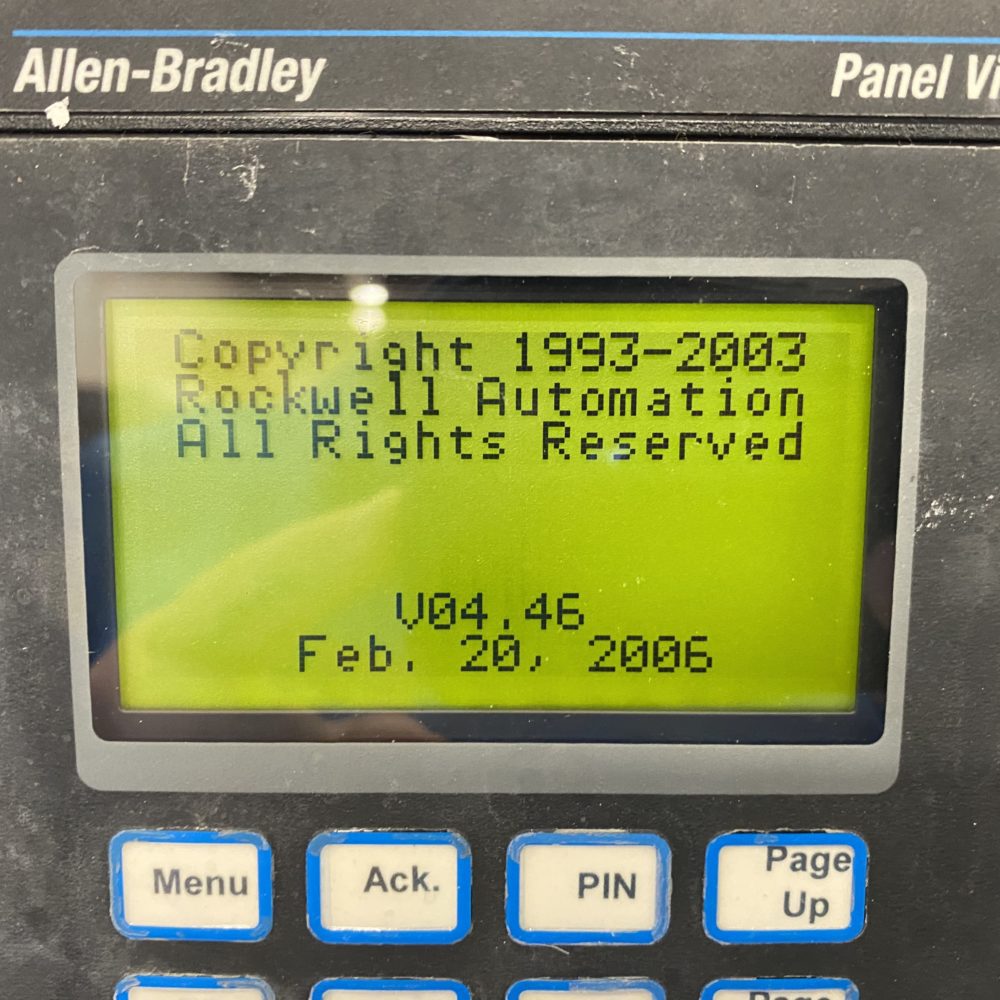 Allen-Bradley
Panel Vi
Copyright 1993-2003
Rockwell Automation
All Rights Reserved
V04.46
Feb. 20, 2006
Menu
Ack.
PIN
Page
Up
Page